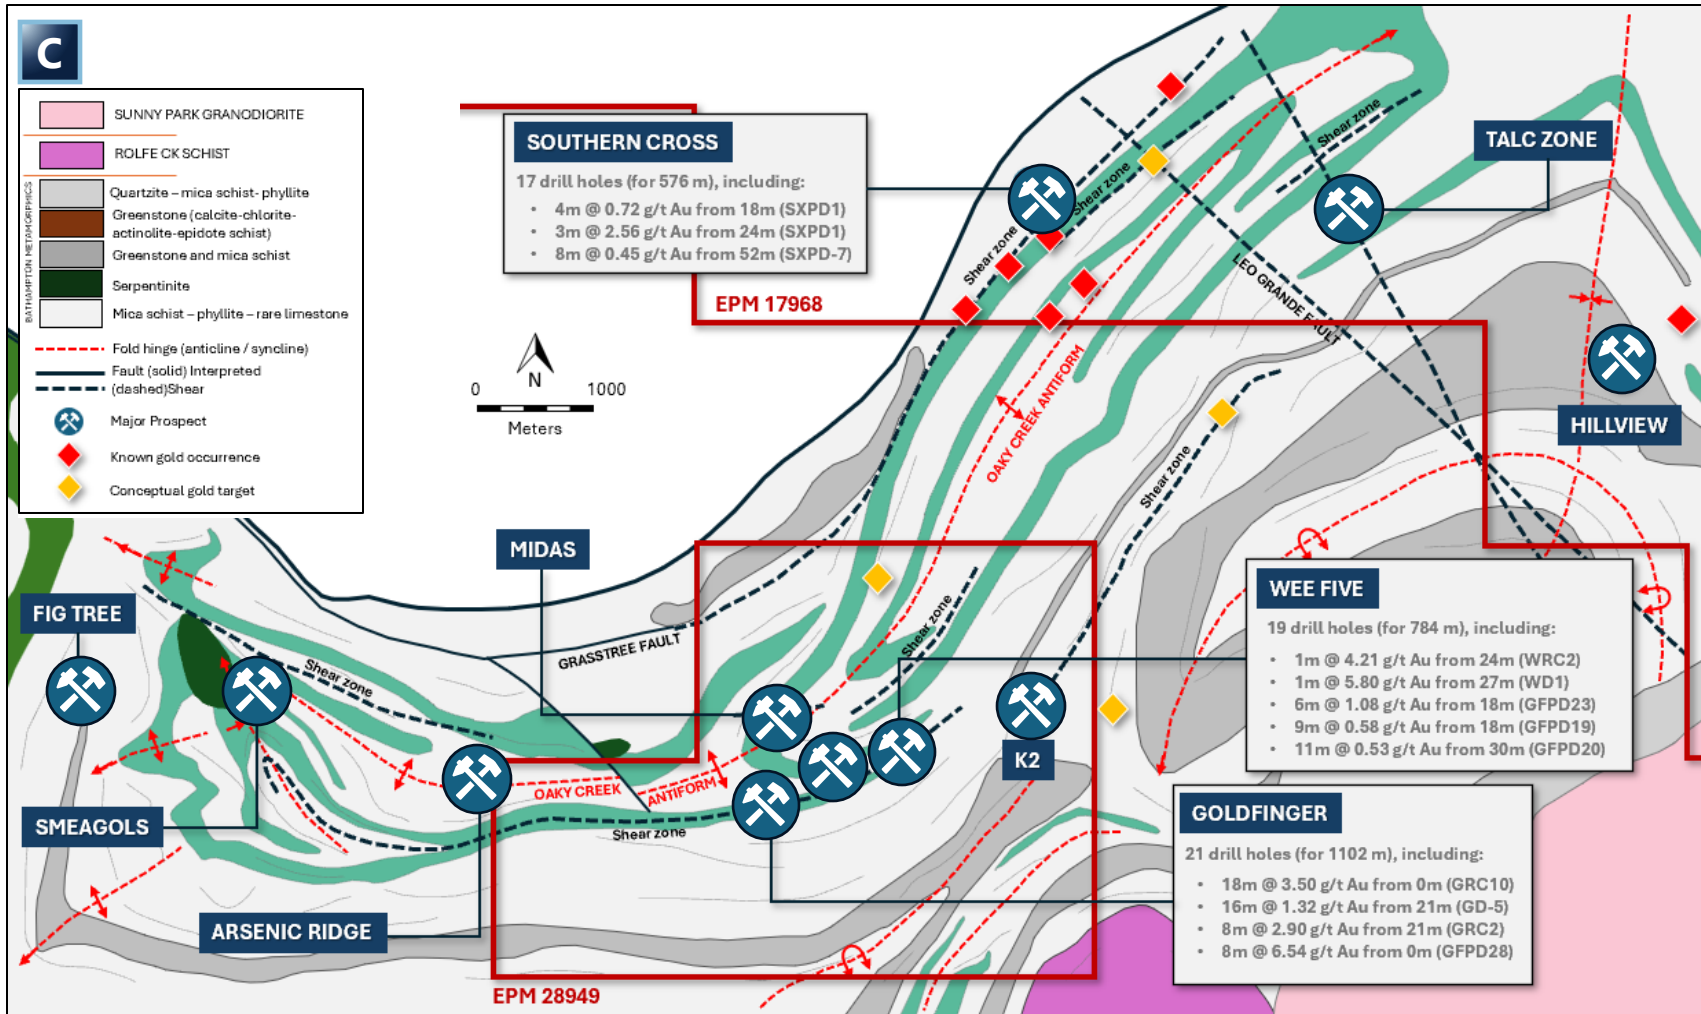 C
SUNNY PARK GRANODIORITE
ROLFE CK SCHIST
BATHAMPTON METAMORPHICS
Quartzite – mica schist- phyllite
Greenstone (calcite-chlorite-
actinolite-epidote schist)
Greenstone and mica schist
Serpentinite
Mica schist – phyllite – rare limestone
Fold hinge (anticline / syncline)
Fault (solid) Interpreted
(dashed)Shear
Major Prospect
Known gold occurrence
Conceptual gold target
SOUTHERN CROSS
17 drill holes (for 576 m), including:
• 4m @ 0.72 g/t Au from 18m (SXPD1)
• 3m @ 2.56 g/t Au from 24m (SXPD1)
• 8m @ 0.45 g/t Au from 52m (SXPD-7)
EPM 17968
N
0 1000
Meters
Shear zone
Shear zone
Shear zone
TALC ZONE
LEO GRANDE FAULT
HILLVIEW
OAKY CREEK ANTIFORM
Shear zone
MIDAS
GRASSTREE FAULT
Shear zone
FIG TREE
Shear zone
SMEAGOLS
ARSENIC RIDGE
OAKY CREEK
ANTIFORM
Shear zone
K2
WEE FIVE
19 drill holes (for 784 m), including:
• 1m @ 4.21 g/t Au from 24m (WRC2)
• 1m @ 5.80 g/t Au from 27m (WD1)
• 6m @ 1.08 g/t Au from 18m (GFPD23)
• 9m @ 0.58 g/t Au from 18m (GFPD19)
• 11m @ 0.53 g/t Au from 30m (GFPD20)
GOLDFINGER
21 drill holes (for 1102 m), including:
• 18m @ 3.50 g/t Au from 0m (GRC10)
• 16m @ 1.32 g/t Au from 21m (GD-5)
• 8m @ 2.90 g/t Au from 21m (GRC2)
• 8m @ 6.54 g/t Au from 0m (GFPD28)
EPM 28949